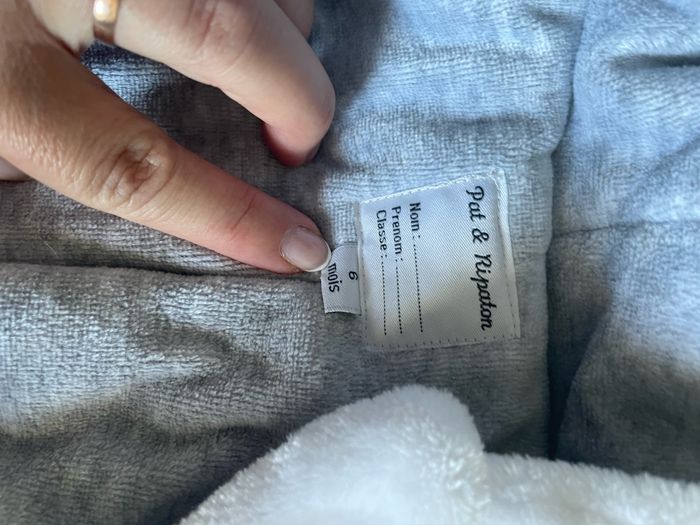 Pat & Ripaton
Nom : ..................
Prenom : ..................
Classe : ..................
6
mois